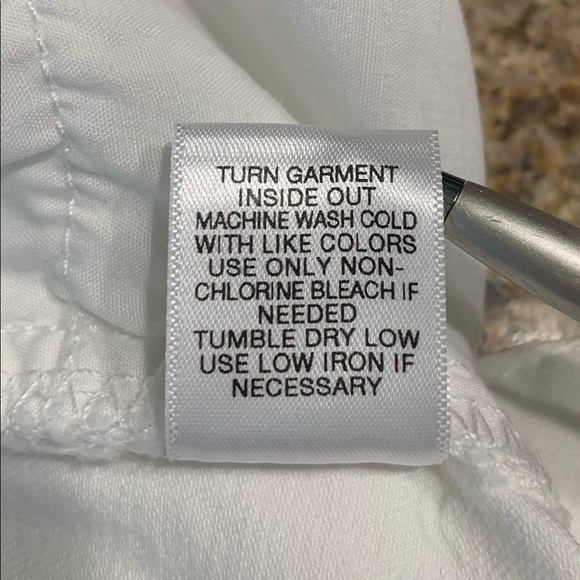 TURN GARMENT
INSIDE OUT
MACHINE WASH COLD
WITH LIKE COLORS
USE ONLY NON-
CHLORINE BLEACH IF
NEEDED
TUMBLE DRY LOW
USE LOW IRON IF
NECESSARY